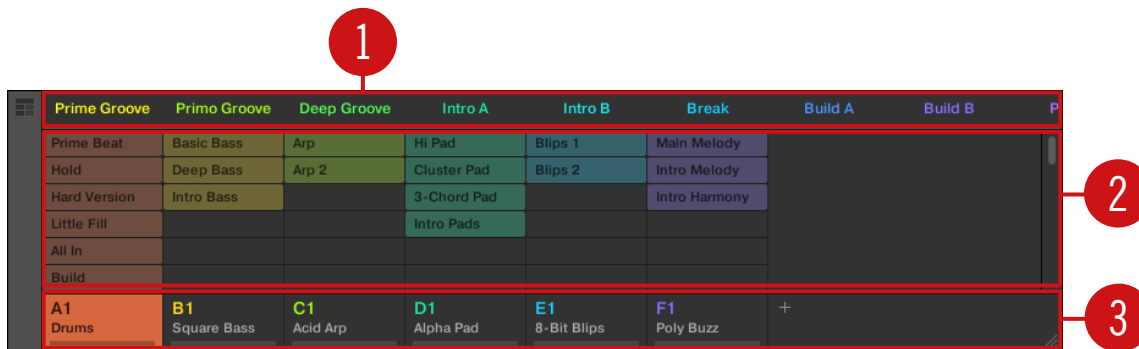 1
Prime Groove Primo Groove Deep Groove Intro A Intro B Break Build A Build B P
Prime Beat Basic Bass Arp Hi Pad Blips 1 Main Melody
Hold Deep Bass Arp 2 Cluster Pad Blips 2 Intro Melody
Hard Version Intro Bass 3-Chord Pad Intro Harmony
2
Little Fill Intro Pads
All In
Build
A1 B1 C1 D1 E1 F1 +
Drums Square Bass Acid Arp Alpha Pad 8-Bit Blips Poly Buzz
3